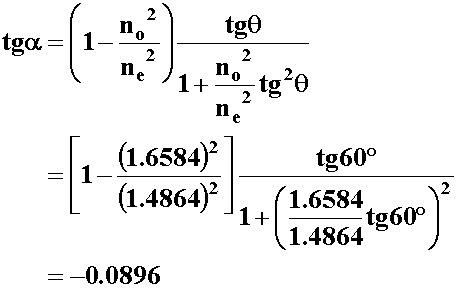 tgα = (1 − n_o²/n_e²) tgθ / (1 + n_o²/n_e² tg²θ)
= [1 − (1.6584)²/(1.4864)²] tg60° / (1 + (1.6584/1.4864 tg60°)²)
= −0.0896